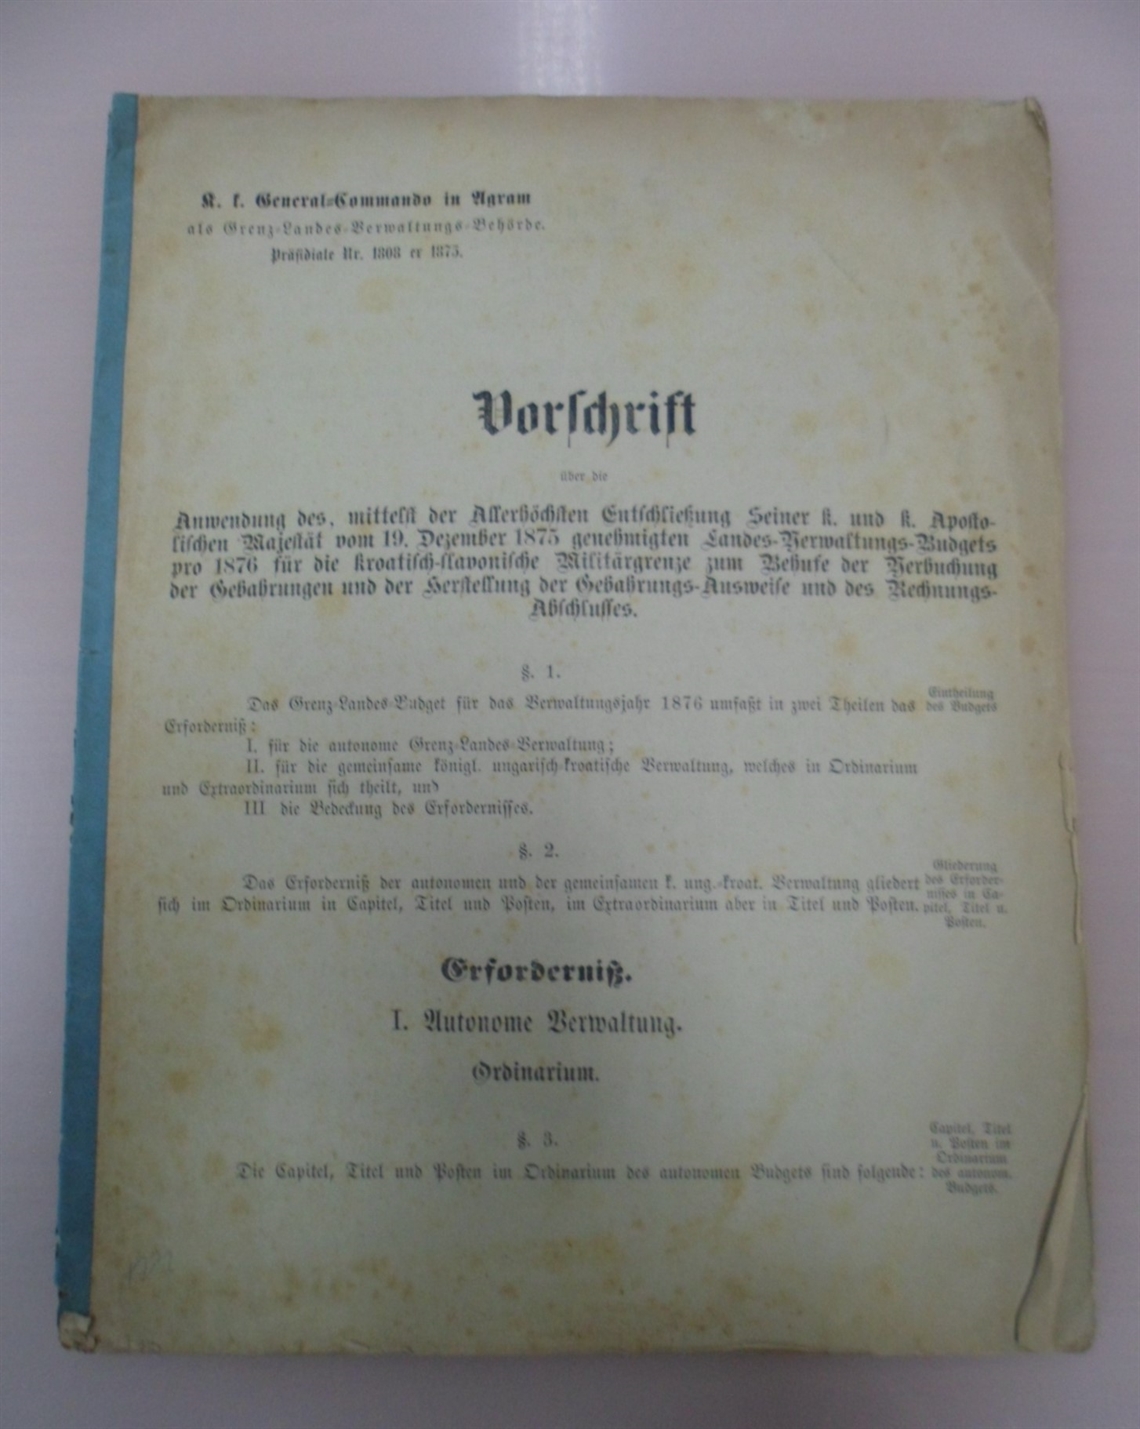 K. k. General-Commando in Agram
als Grenz-Landes-Verwaltungs-Behörde.
Präsidiale Nr. 1808 er 1875.
Vorschrift
über die
Anwendung des, mittelst der Allerhöchsten Entschließung Seiner k. und k. Aposto-
lischen Majestät vom 19. Dezember 1875 genehmigten Landes-Verwaltungs-Budgets
pro 1876 für die kroatisch-slavonische Militärgrenze zum Behufe der Verbuchung
der Gebahrungen und der Herstellung der Gebahrungs-Ausweise und des Rechnungs-
Abschlusses.
§. 1.
Das Grenz-Landes-Budget für das Verwaltungsjahr 1876 umfaßt in zwei Theilen das
Erforderniß:
Eintheilung
des Budgets
I. für die autonome Grenz-Landes-Verwaltung;
II. für die gemeinsame königl. ungarisch-kroatische Verwaltung, welches in Ordinarium
und Extraordinarium sich theilt, und
III die Bedeckung des Erfordernisses.
§. 2.
Das Erforderniß der autonomen und der gemeinsamen k. ung.-kroat. Verwaltung gliedert
sich im Ordinarium in Capitel, Titel und Posten, im Extraordinarium aber in Titel und Posten.
Gliederung
des Erforder-
nisses in Ca-
pitel, Titel u.
Posten.
Erforderniß.
I. Autonome Verwaltung.
Ordinarium.
§. 3.
Die Capitel, Titel und Posten im Ordinarium des autonomen Budgets sind folgende:
Capitel, Titel
u. Posten im
Ordinarium
des autonom.
Budgets.